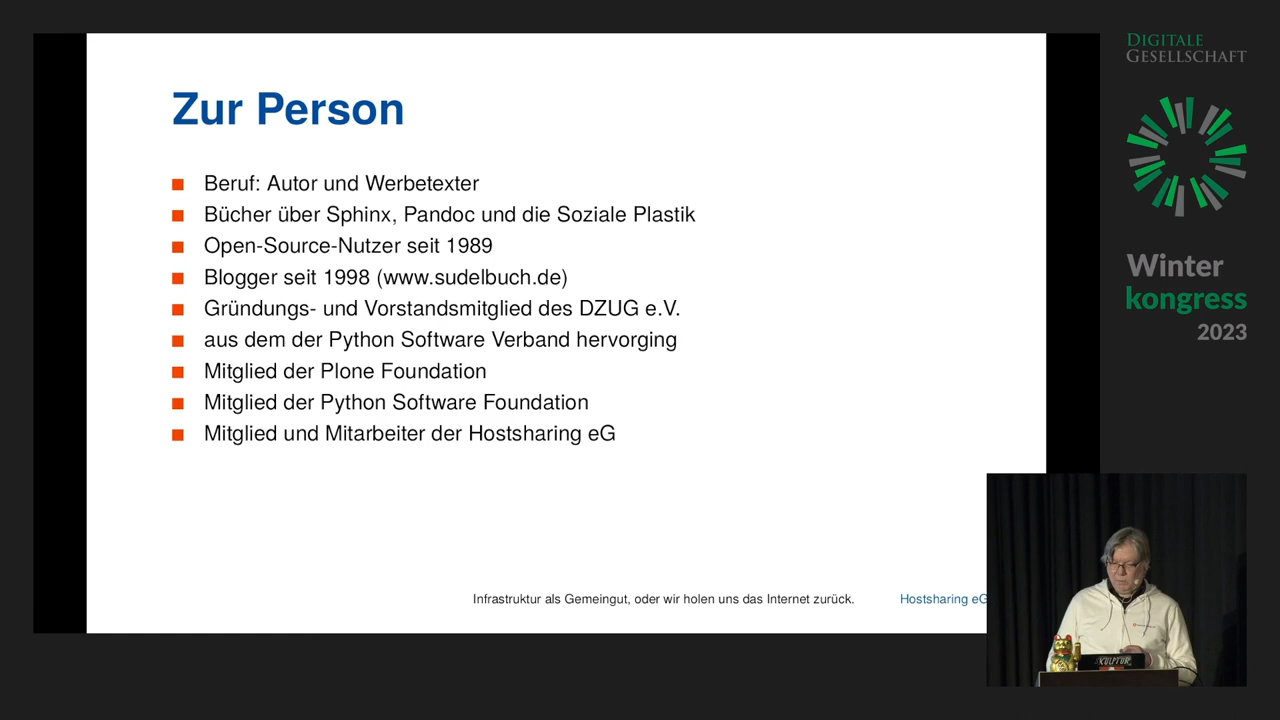 DIGITALE
GESELLSCHAFT
Zur Person
Beruf: Autor und Werbetexter
Bücher über Sphinx, Pandoc und die Soziale Plastik
Open-Source-Nutzer seit 1989
Blogger seit 1998 (www.sudelbuch.de)
Gründungs- und Vorstandsmitglied des DZUG e.V.
aus dem der Python Software Verband hervorging
Mitglied der Plone Foundation
Mitglied der Python Software Foundation
Mitglied und Mitarbeiter der Hostsharing eG
Winter
kongress
2023
Infrastruktur als Gemeingut, oder wir holen uns das Internet zurück.
Hostsharing eG
SKULPTUR